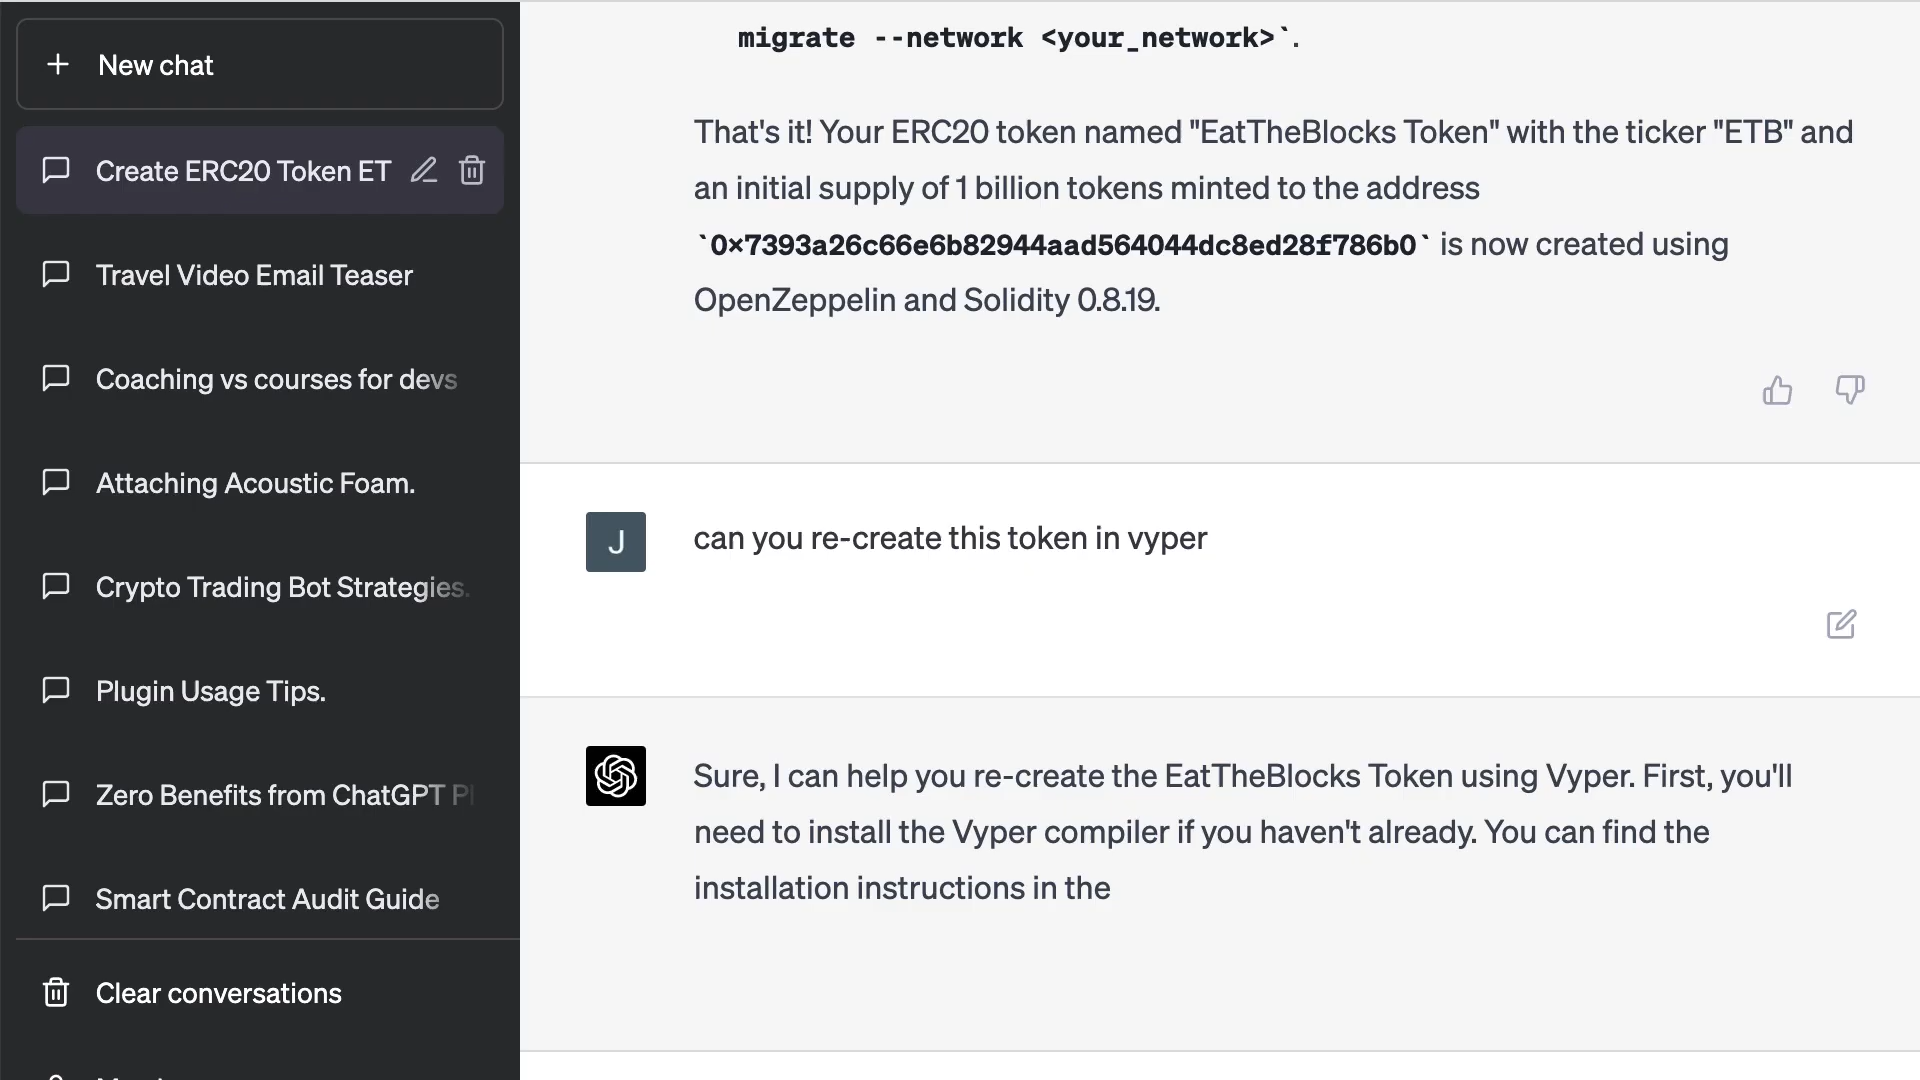 New chat
Create ERC20 Token ET
Travel Video Email Teaser
Coaching vs courses for devs
Attaching Acoustic Foam.
Crypto Trading Bot Strategies.
Plugin Usage Tips.
Zero Benefits from ChatGPT Pl
Smart Contract Audit Guide
Clear conversations
migrate --network <your_network>`.
That's it! Your ERC20 token named "EatTheBlocks Token" with the ticker "ETB" and
an initial supply of 1 billion tokens minted to the address
`0x7393a26c66e6b82944aad564044dc8ed28f786b0` is now created using
OpenZeppelin and Solidity 0.8.19.
J
can you re-create this token in vyper
Sure, I can help you re-create the EatTheBlocks Token using Vyper. First, you'll
need to install the Vyper compiler if you haven't already. You can find the
installation instructions in the